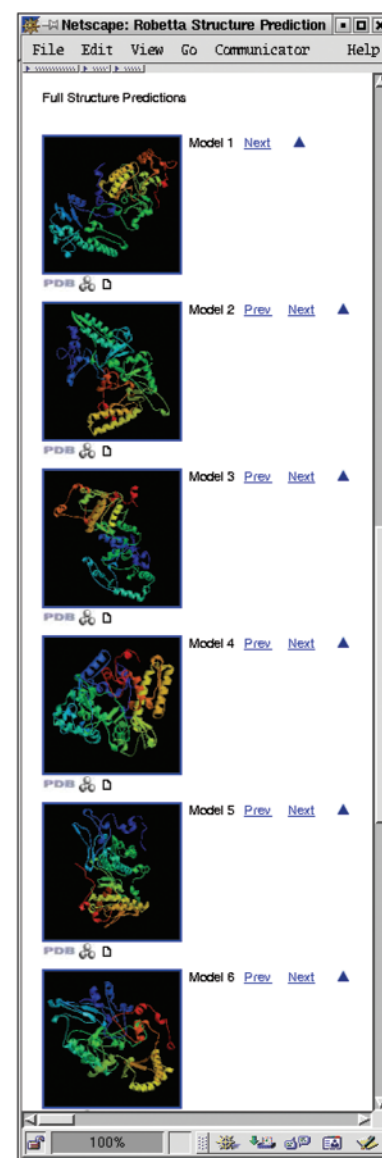 Netscape: Robetta Structure Prediction
File Edit View Go Communicator Help
Full Structure Predictions
Model 1 Next
PDB
Model 2 Prev Next
PDB
Model 3 Prev Next
PDB
Model 4 Prev Next
PDB
Model 5 Prev Next
PDB
Model 6 Prev Next
100%